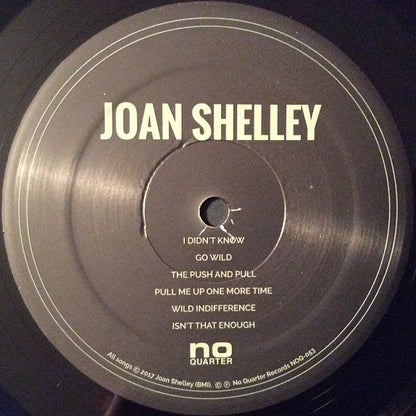 JOAN SHELLEY
I DIDN'T KNOW
GO WILD
THE PUSH AND PULL
PULL ME UP ONE MORE TIME
WILD INDIFFERENCE
ISN'T THAT ENOUGH
no
QUARTER
All songs © 2017 Joan Shelley (BMI). © ℗ No Quarter Records NOQ-053